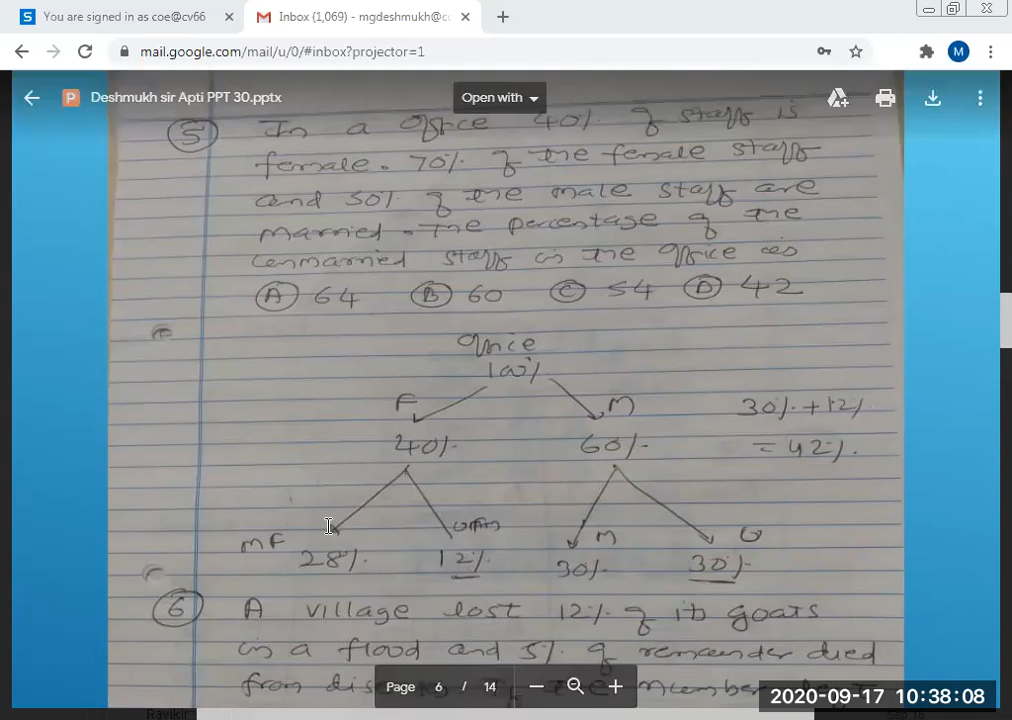 You are signed in as coe@cv66
Inbox (1,069) - mgdeshmukh@cc
mail.google.com/mail/u/0/#inbox?projector=1
M
P Deshmukh sir Apti PPT 30.pptx
Open with
5 In a office 40% of staff is
female. 70% of the female staff
and 50% of the male staff are
married. The percentage of the
unmarried staff in the office is
A 64 B 60 C 54 D 42
office
100%
F M 30% + 12%
40% 60% = 42%.
MF UMF M U
28% 12% 30% 30%
6 A village lost 12% of its goats
in a flood and 5% of remainder died
from
Page 6 / 14
2020-09-17 10:38:08